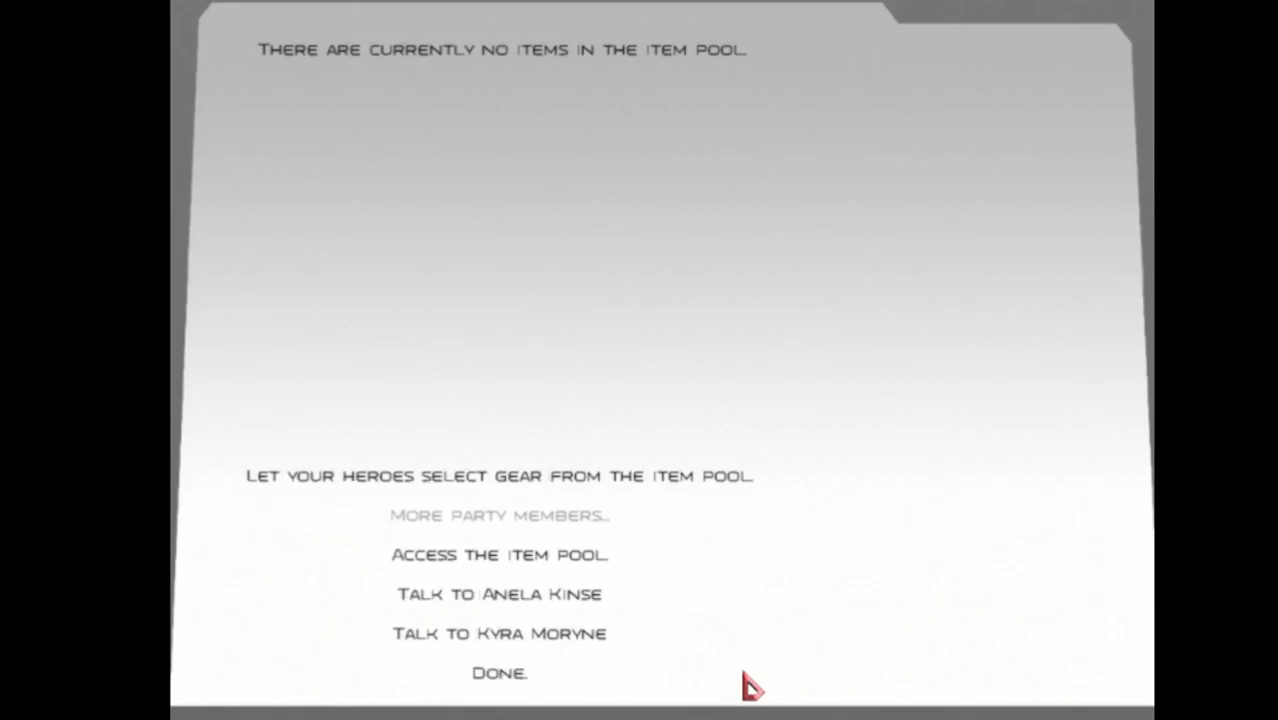 There are currently no items in the item pool.
Let your heroes select gear from the item pool.
More party members...
Access the item pool.
Talk to Anela Kinse
Talk to Kyra Moryne
Done.